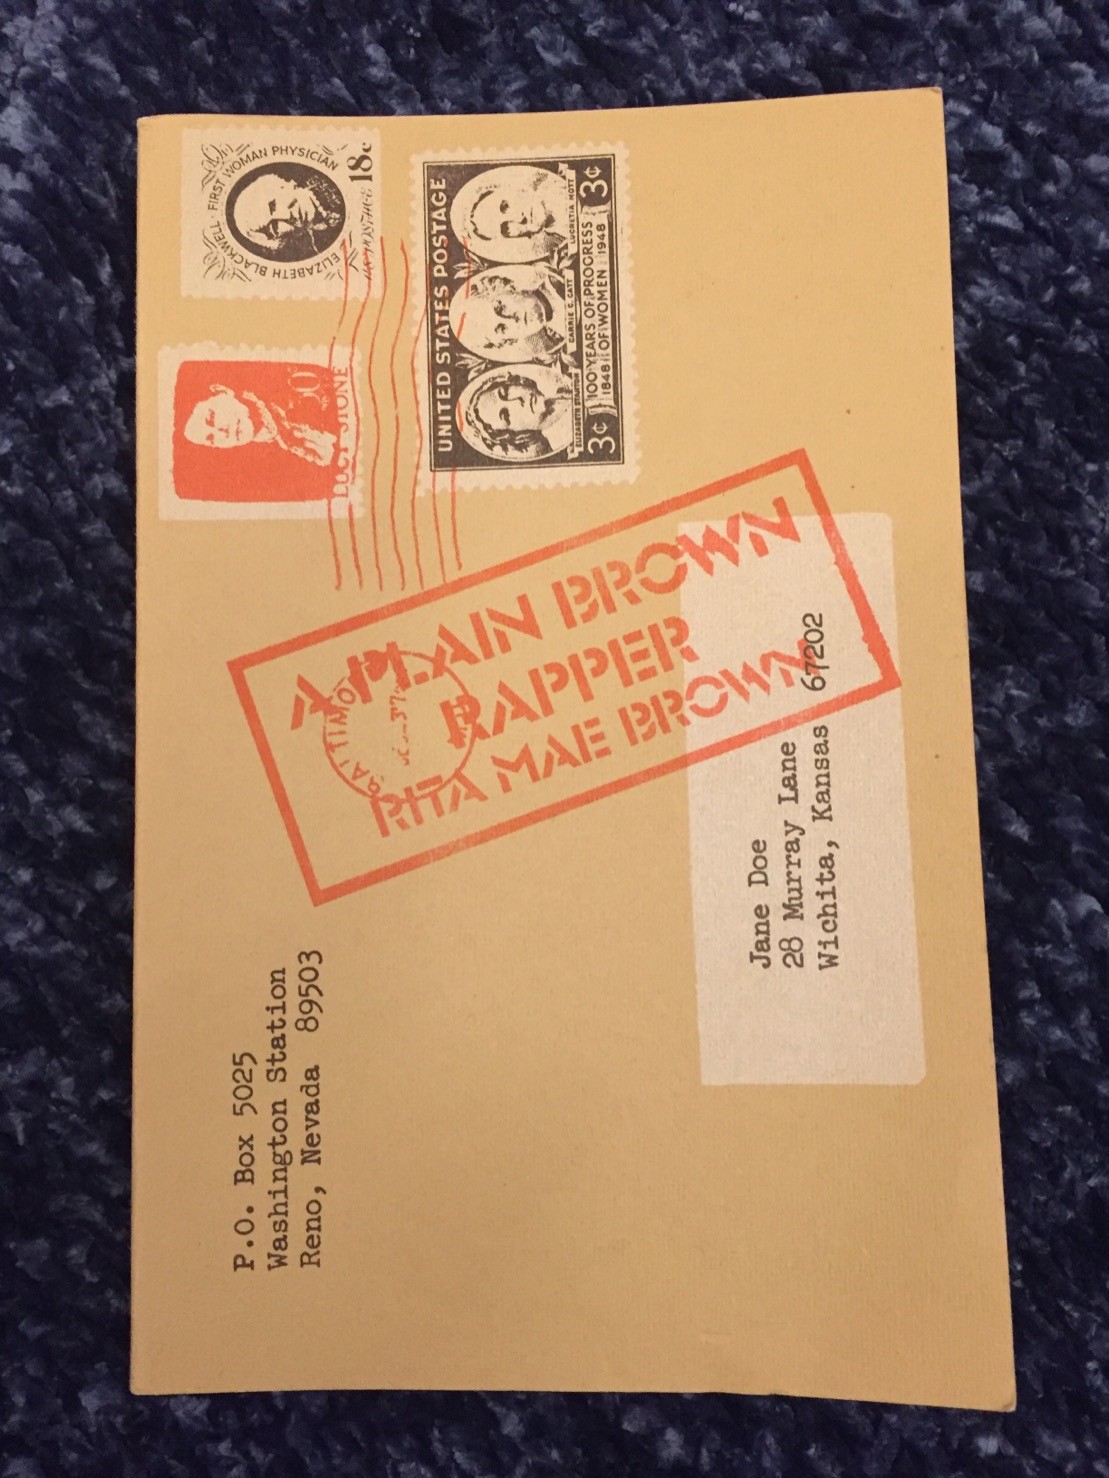 P.O. Box 5025
Washington Station
Reno, Nevada 89503
50¢
LUCY STONE
ELIZABETH BLACKWELL · FIRST WOMAN PHYSICIAN
18¢
U.S. POSTAGE
UNITED STATES POSTAGE
ELIZABETH STANTON CARRIE C. CATT LUCRETIA MOTT
3¢ 100 YEARS OF PROGRESS 3¢
1848 OF WOMEN 1948
A PLAIN BROWN
RAPPER
RITA MAE BROWN
Jane Doe
28 Murray Lane
Wichita, Kansas 67202